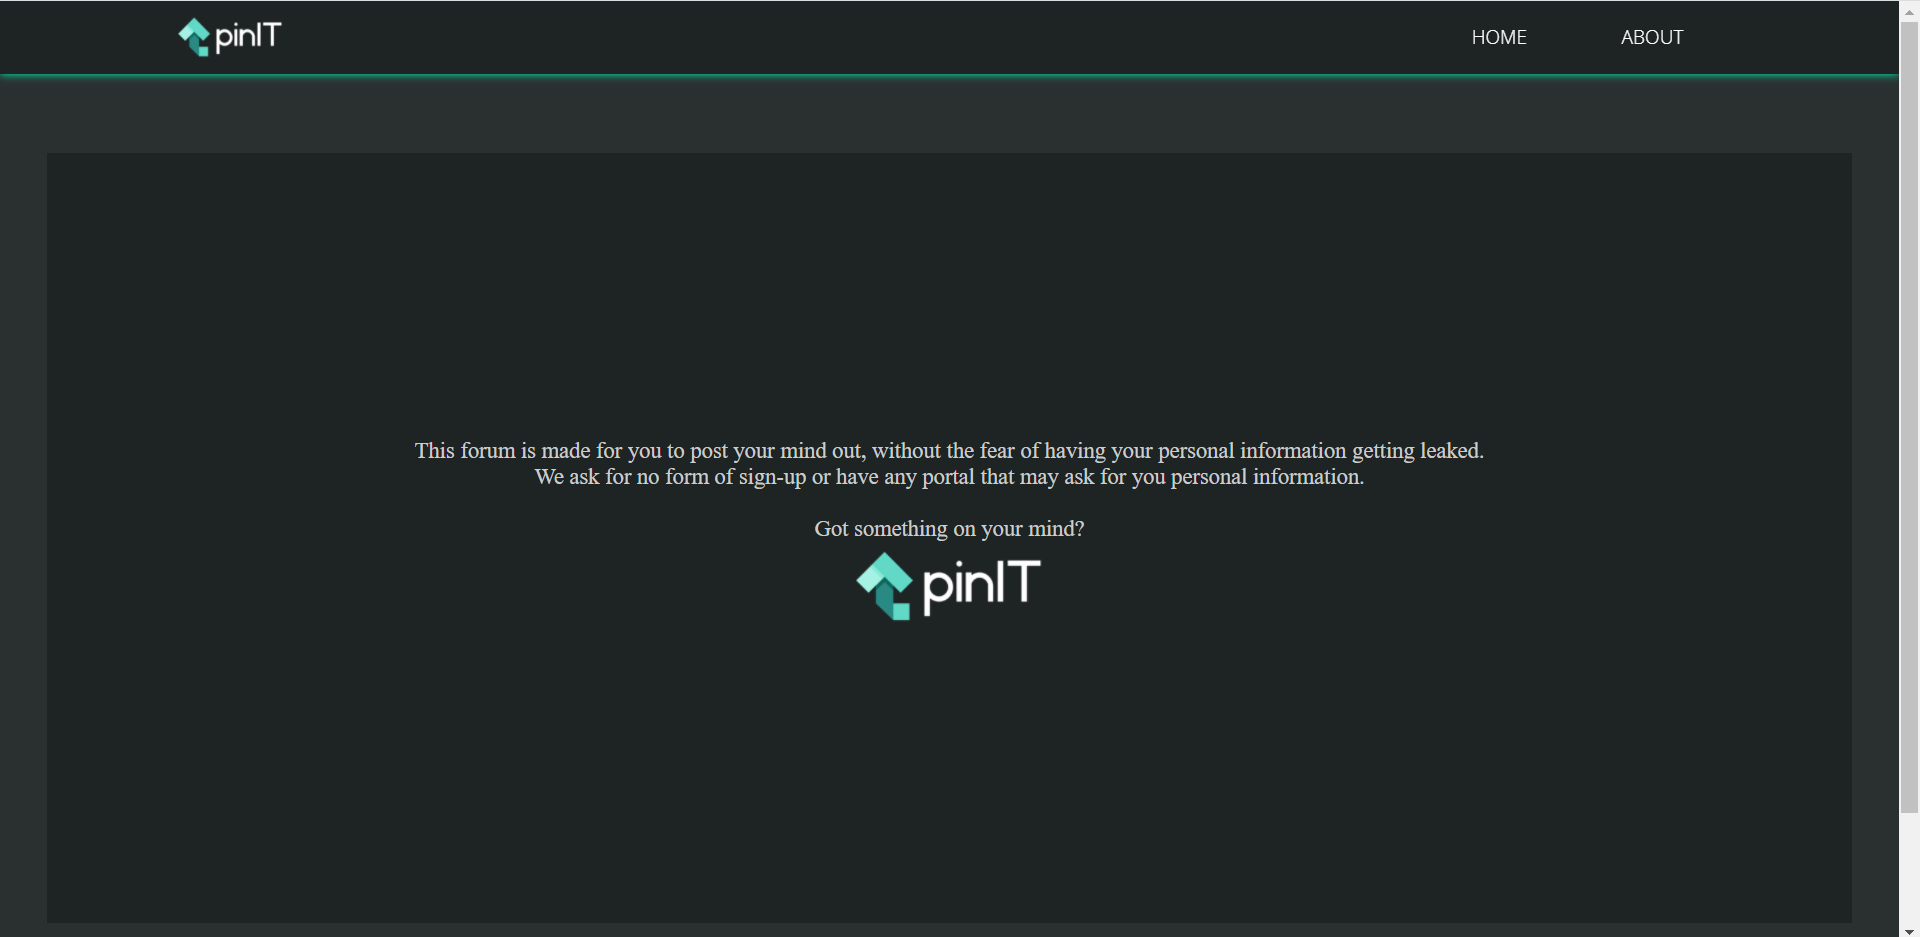 pinIT
HOME
ABOUT
This forum is made for you to post your mind out, without the fear of having your personal information getting leaked.
We ask for no form of sign-up or have any portal that may ask for you personal information.
Got something on your mind?
pinIT